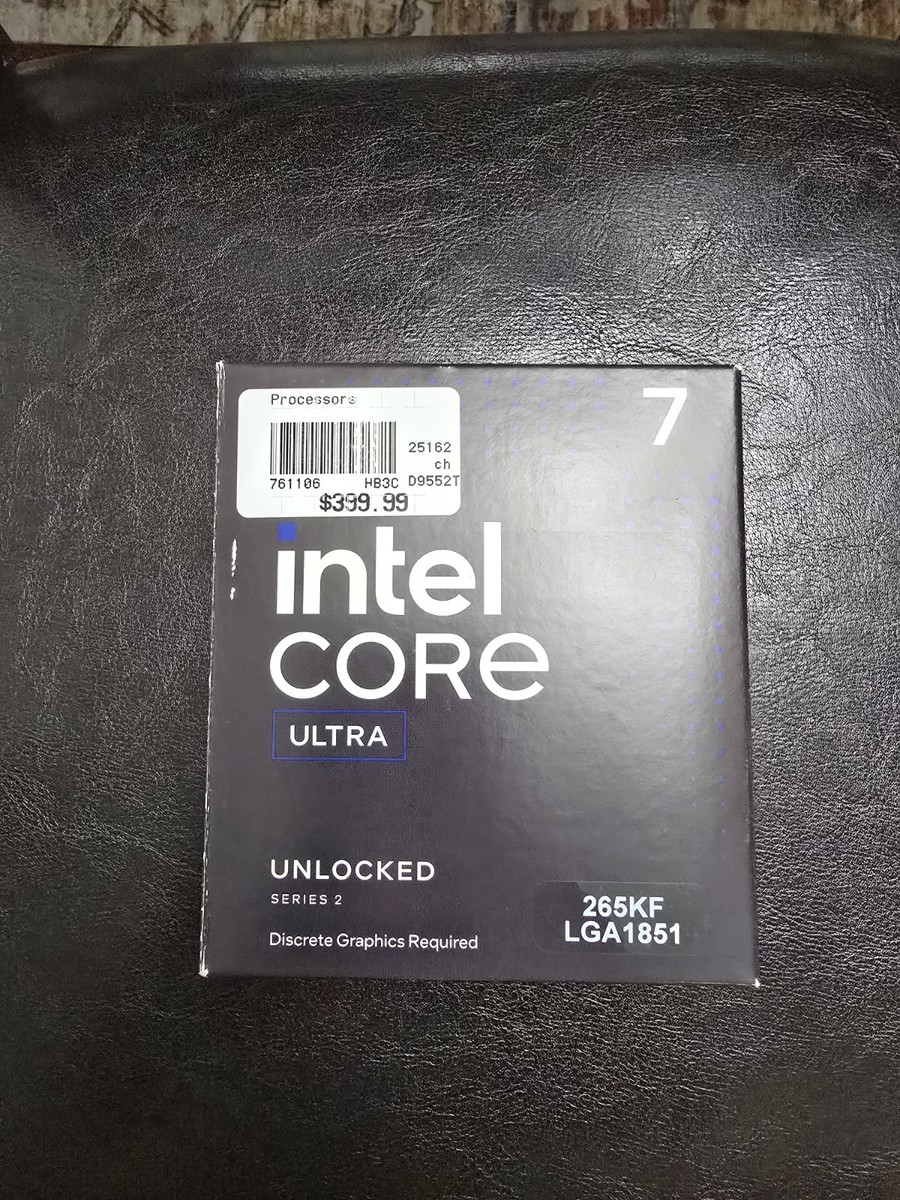 Processors
25162
ch
761106 HB3C D9552T
$399.99
7
intel
CORe
ULTRA
UNLOCKED
SERIES 2
Discrete Graphics Required
265KF
LGA1851